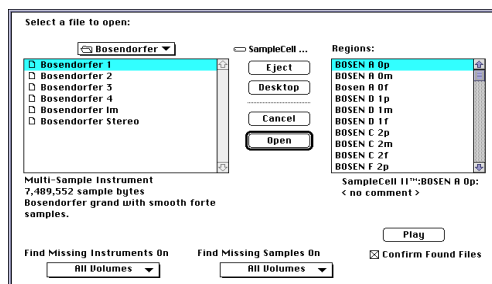 Select a file to open:
Bosendorfer
SampleCell ...
Regions:
Bosendorfer 1
Bosendorfer 2
Bosendorfer 3
Bosendorfer 4
Bosendorfer lm
Bosendorfer Stereo
Eject
Desktop
Cancel
Open
BOSEN A 0p
BOSEN A 0m
Bosen A 0f
BOSEN D 1p
BOSEN D 1m
BOSEN D 1f
BOSEN C 2p
BOSEN C 2m
BOSEN C 2f
BOSEN F 2p
Multi-Sample Instrument
7,489,552 sample bytes
Bosendorfer grand with smooth forte
samples.
SampleCell II™:BOSEN A 0p:
< no comment >
Play
Find Missing Instruments On
Find Missing Samples On
Confirm Found Files
All Volumes
All Volumes